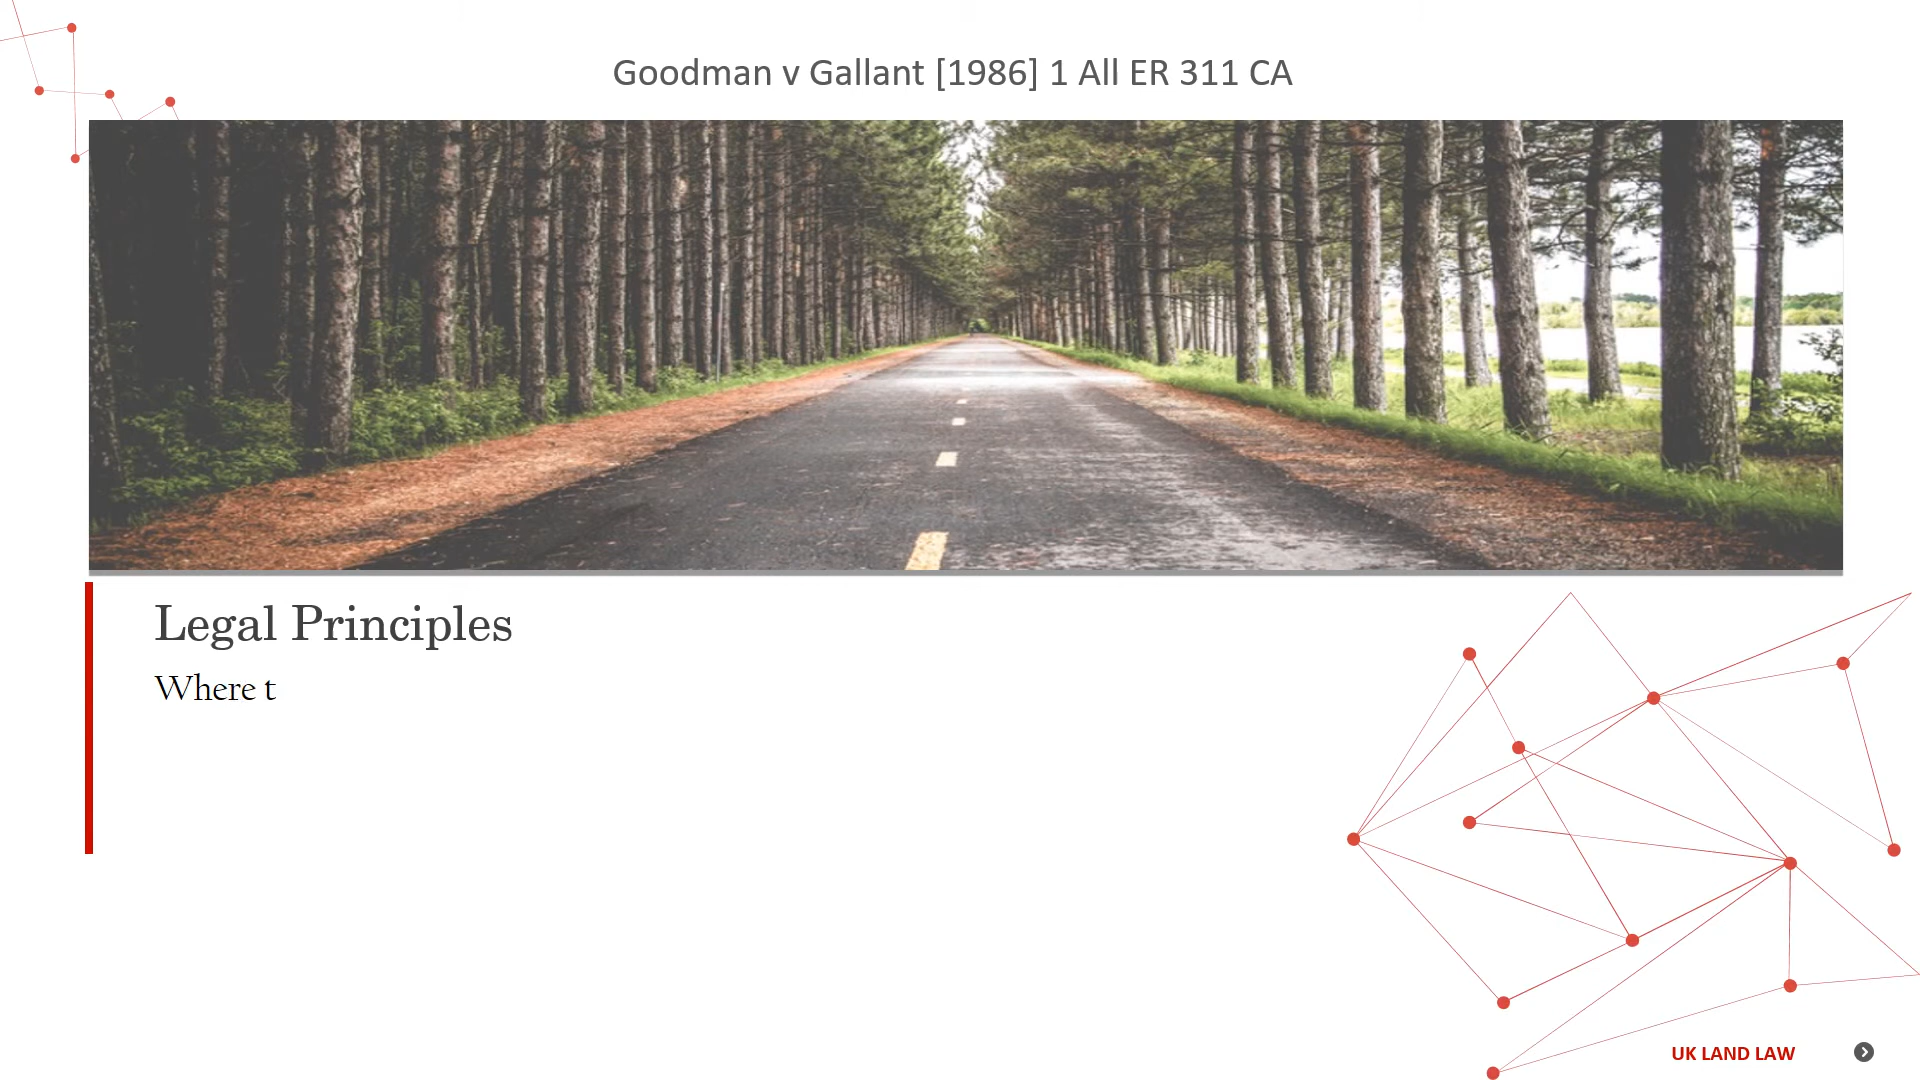 Goodman v Gallant [1986] 1 All ER 311 CA
Legal Principles
Where t
UK LAND LAW